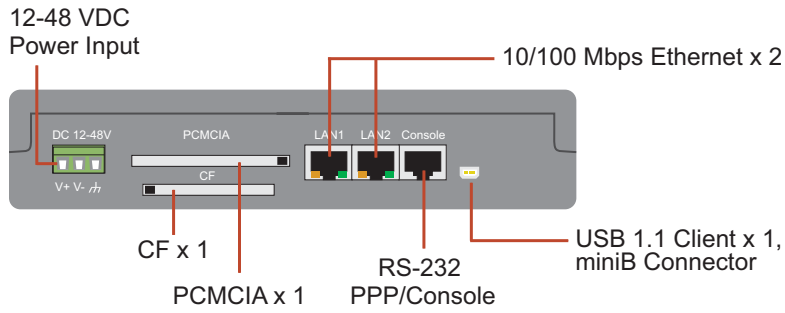 12-48 VDC
Power Input
10/100 Mbps Ethernet x 2
DC 12-48V
PCMCIA
LAN1
LAN2
Console
CF
V+ V-
CF x 1
PCMCIA x 1
RS-232
PPP/Console
USB 1.1 Client x 1,
miniB Connector